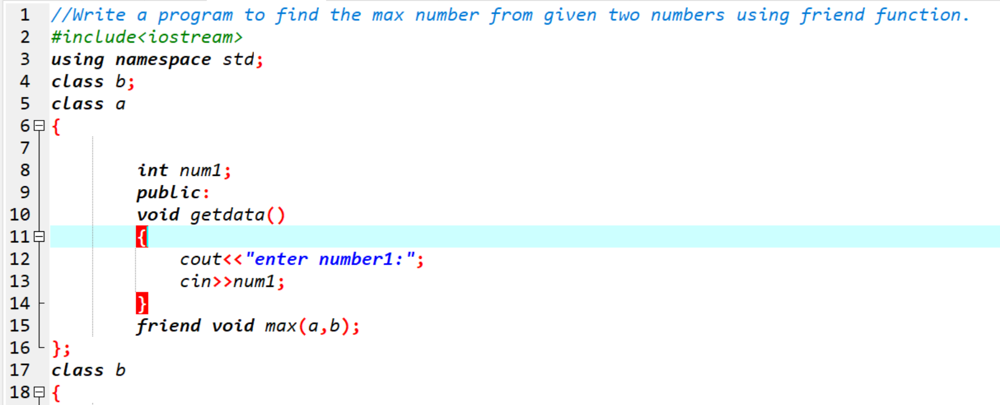 1 //Write a program to find the max number from given two numbers using friend function.
2 #include<iostream>
3 using namespace std;
4 class b;
5 class a
6 {
7
8 int num1;
9 public:
10 void getdata()
11 {
12 cout<<"enter number1:";
13 cin>>num1;
14 }
15 friend void max(a,b);
16 };
17 class b
18 {